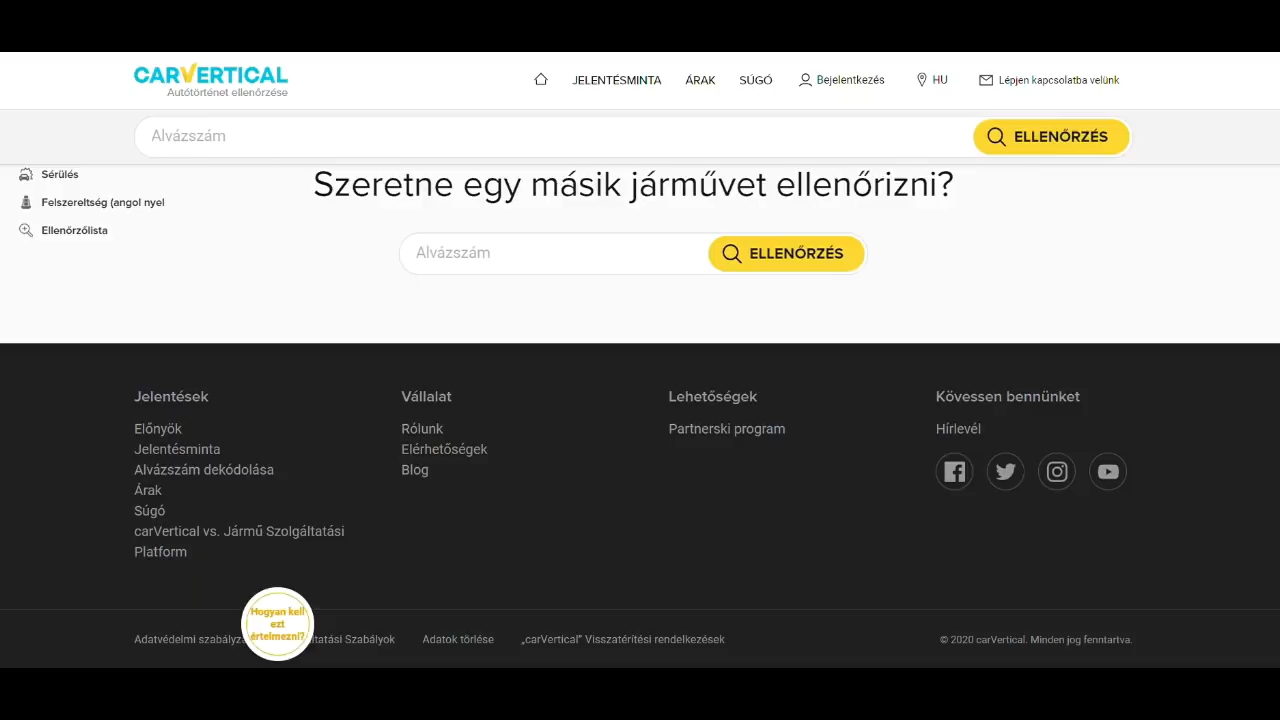 CARVERTICAL
Autótörténet ellenőrzése
JELENTÉSMINTA
ÁRAK
SÚGÓ
Bejelentkezés
HU
Lépjen kapcsolatba velünk
Alvázszám
ELLENŐRZÉS
Sérülés
Felszereltség (angol nyel
Ellenőrzőlista
Szeretne egy másik járművet ellenőrizni?
Alvázszám
ELLENŐRZÉS
Jelentések
Előnyök
Jelentésminta
Alvázszám dekódolása
Árak
Súgó
carVertical vs. Jármű Szolgáltatási
Platform
Vállalat
Rólunk
Elérhetőségek
Blog
Lehetőségek
Partnerski program
Kövessen bennünket
Hírlevél
Hogyan kell
ezt
értelmezni?
Adatvédelmi Szabályok
Adatok törlése
„carVertical” Visszatérítési rendelkezések
© 2020 carVertical. Minden jog fenntartva.